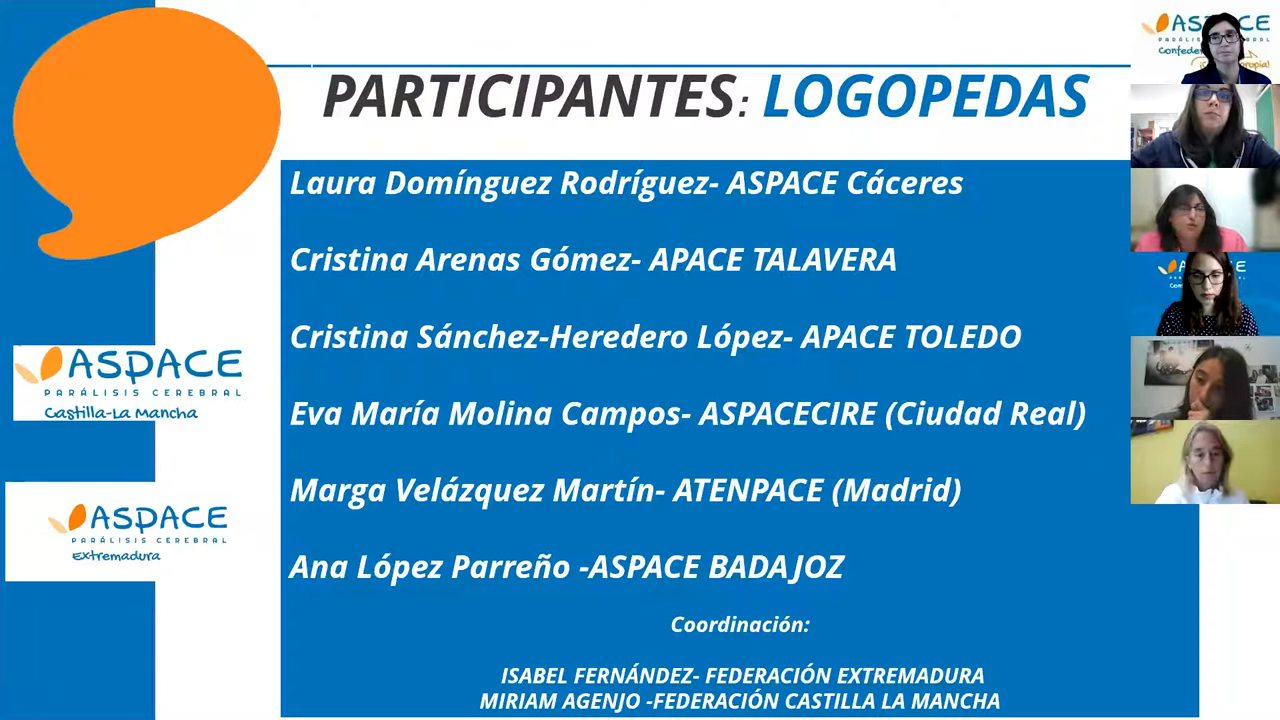 PARTICIPANTES: LOGOPEDAS
Laura Domínguez Rodríguez- ASPACE Cáceres
Cristina Arenas Gómez- APACE TALAVERA
Cristina Sánchez-Heredero López- APACE TOLEDO
Eva María Molina Campos- ASPACECIRE (Ciudad Real)
Marga Velázquez Martín- ATENPACE (Madrid)
Ana López Parreño -ASPACE BADAJOZ
Coordinación:
ISABEL FERNÁNDEZ- FEDERACIÓN EXTREMADURA
MIRIAM AGENJO -FEDERACIÓN CASTILLA LA MANCHA
ASPACE
PARÁLISIS CEREBRAL
Castilla-La Mancha
ASPACE
PARÁLISIS CEREBRAL
Extremadura